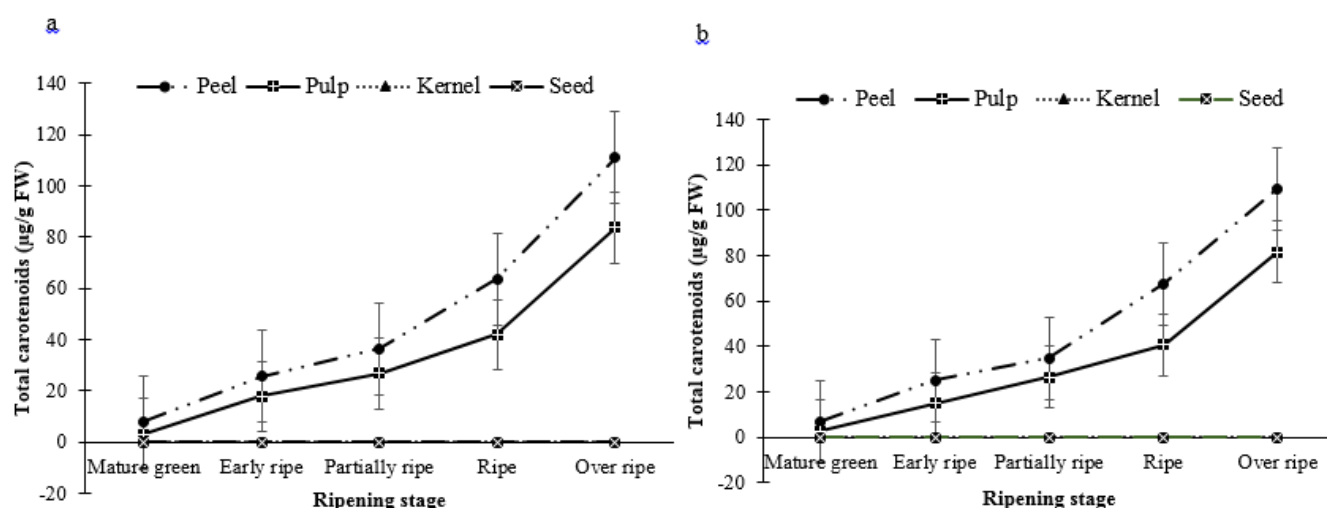 a
Peel Pulp Kernel Seed
140
120
100
80
60
40
20
0
-20
Total carotenoids (µg/g FW)
Mature green Early ripe Partially ripe Ripe Over ripe
Ripening stage
b
Peel Pulp Kernel Seed
140
120
100
80
60
40
20
0
-20
Total carotenoids (µg/g FW)
Mature green Early ripe Partially ripe Ripe Over ripe
Ripening stage